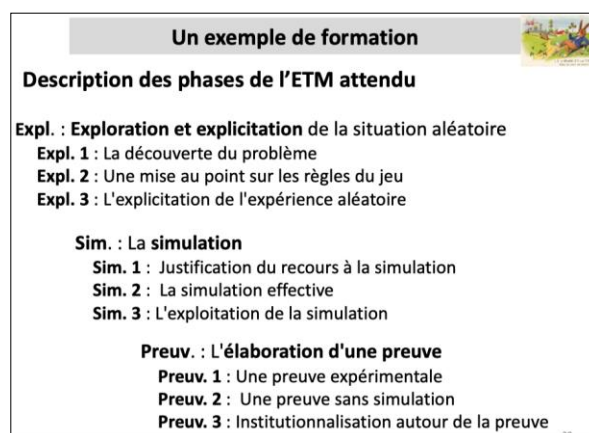 Un exemple de formation
Description des phases de l'ETM attendu
Expl. : Exploration et explicitation de la situation aléatoire
Expl. 1 : La découverte du problème
Expl. 2 : Une mise au point sur les règles du jeu
Expl. 3 : L'explicitation de l'expérience aléatoire
Sim. : La simulation
Sim. 1 : Justification du recours à la simulation
Sim. 2 : La simulation effective
Sim. 3 : L'exploitation de la simulation
Preuv. : L'élaboration d'une preuve
Preuv. 1 : Une preuve expérimentale
Preuv. 2 : Une preuve sans simulation
Preuv. 3 : Institutionnalisation autour de la preuve